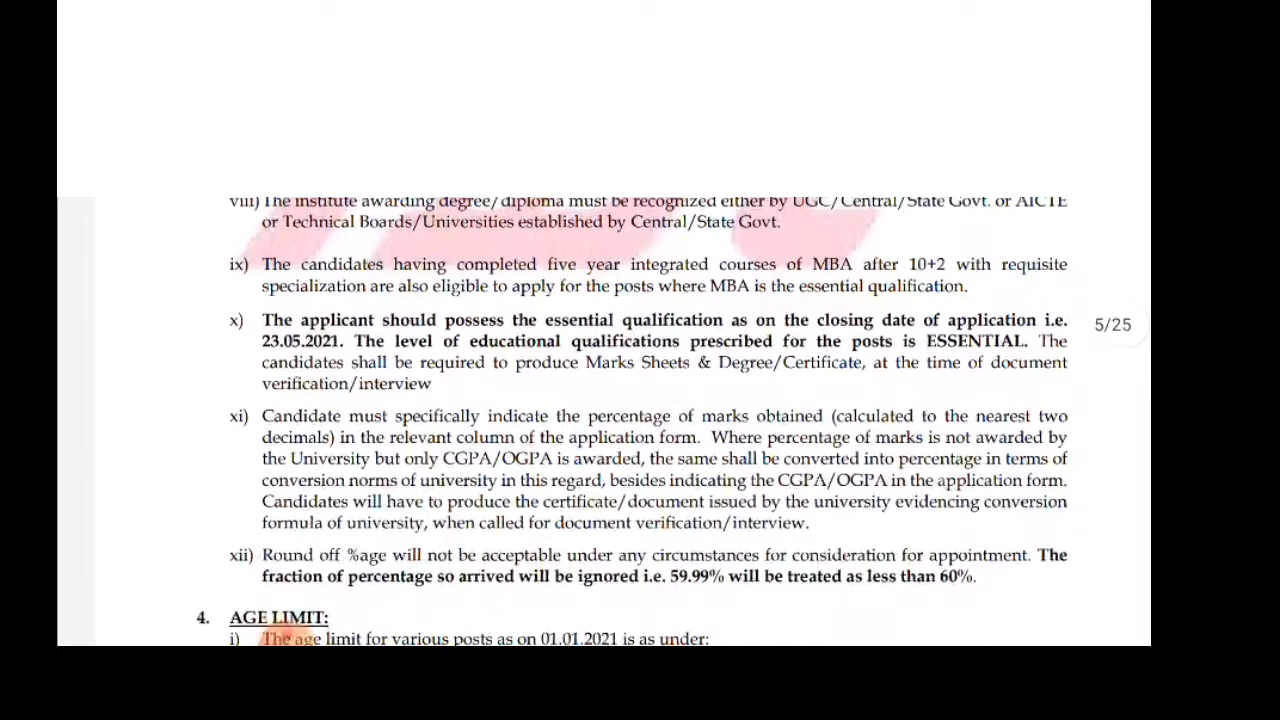 viii) The institute awarding degree/diploma must be recognized either by UGC/Central/State Govt. or AICTE
or Technical Boards/Universities established by Central/State Govt.
ix) The candidates having completed five year integrated courses of MBA after 10+2 with requisite
specialization are also eligible to apply for the posts where MBA is the essential qualification.
x) The applicant should possess the essential qualification as on the closing date of application i.e.
23.05.2021. The level of educational qualifications prescribed for the posts is ESSENTIAL. The
candidates shall be required to produce Marks Sheets & Degree/Certificate, at the time of document
verification/interview
5/25
xi) Candidate must specifically indicate the percentage of marks obtained (calculated to the nearest two
decimals) in the relevant column of the application form. Where percentage of marks is not awarded by
the University but only CGPA/OGPA is awarded, the same shall be converted into percentage in terms of
conversion norms of university in this regard, besides indicating the CGPA/OGPA in the application form.
Candidates will have to produce the certificate/document issued by the university evidencing conversion
formula of university, when called for document verification/interview.
xii) Round off %age will not be acceptable under any circumstances for consideration for appointment. The
fraction of percentage so arrived will be ignored i.e. 59.99% will be treated as less than 60%.
4. AGE LIMIT:
i) The age limit for various posts as on 01.01.2021 is as under: